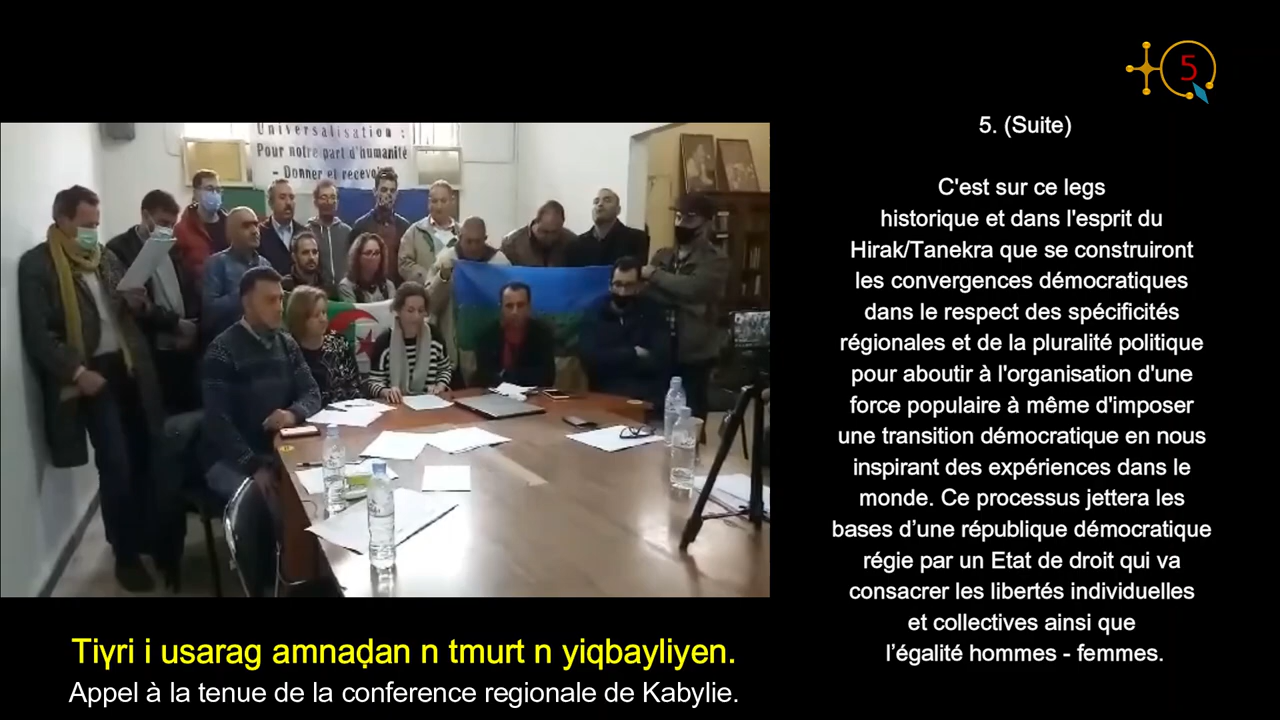 5
Universalisation :
Pour notre part d'humanité
- Donner et recevoir
5. (Suite)
C'est sur ce legs
historique et dans l'esprit du
Hirak/Tanekra que se construiront
les convergences démocratiques
dans le respect des spécificités
régionales et de la pluralité politique
pour aboutir à l'organisation d'une
force populaire à même d'imposer
une transition démocratique en nous
inspirant des expériences dans le
monde. Ce processus jettera les
bases d’une république démocratique
régie par un Etat de droit qui va
consacrer les libertés individuelles
et collectives ainsi que
l’égalité hommes - femmes.
Tiɣri i usarag amnaḍan n tmurt n yiqbayliyen.
Appel à la tenue de la conference regionale de Kabylie.